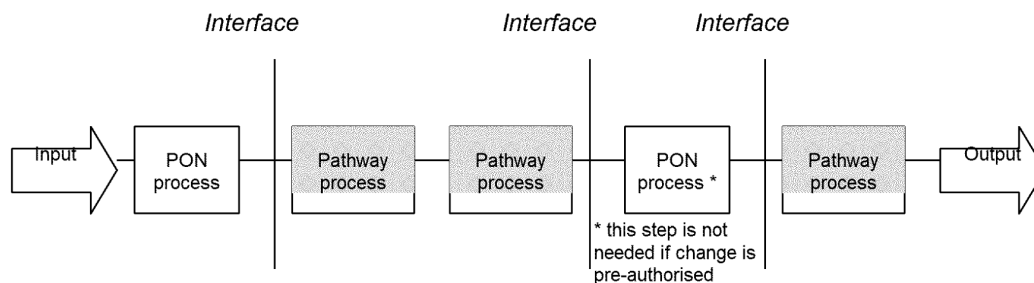 Interface
Interface
Interface
Input
PON
process
Pathway
process
Pathway
process
PON
process *
Pathway
process
Output
* this step is not
needed if change is
pre-authorised